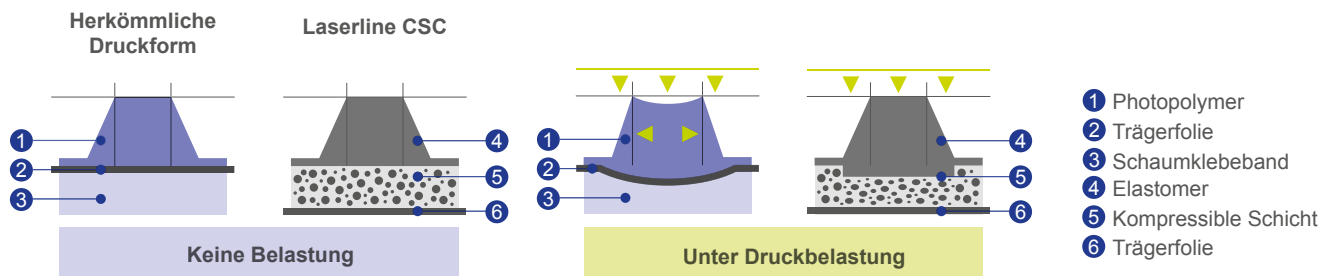 Herkömmliche
Druckform
Laserline CSC
1
2
3
4
5
6
1
2
3
4
5
6
Keine Belastung
Unter Druckbelastung
1 Photopolymer
2 Trägerfolie
3 Schaumklebeband
4 Elastomer
5 Kompressible Schicht
6 Trägerfolie